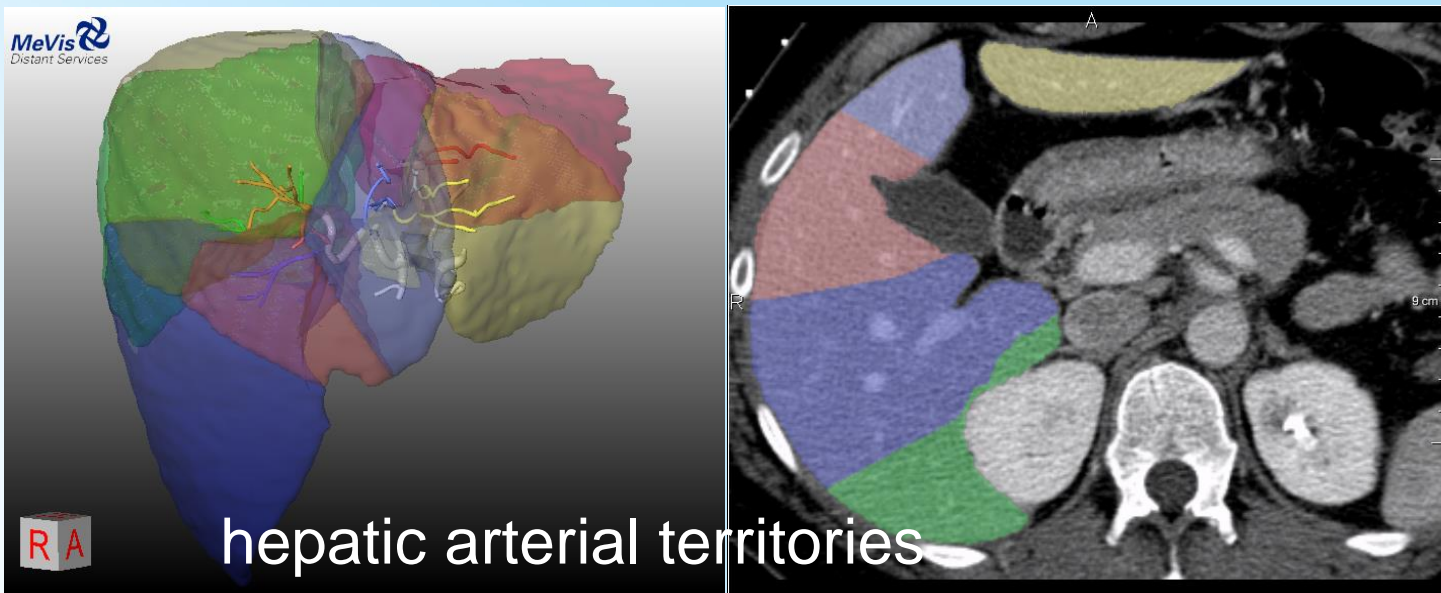 MeVis
Distant Services
A
R
9 cm
R A
hepatic arterial territories